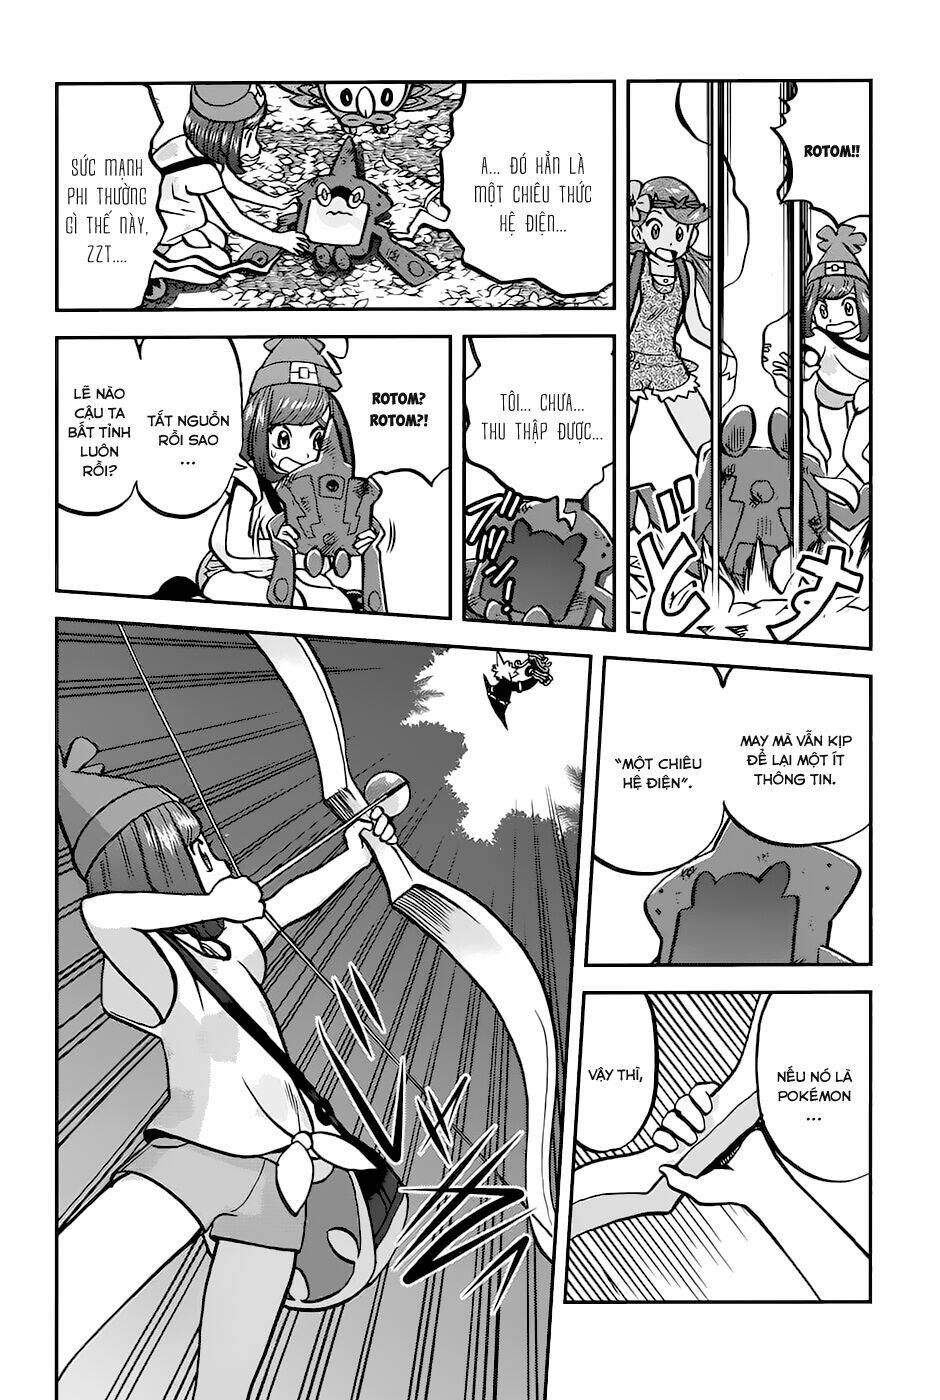 ROTOM!!
ドサ
A... ĐÓ HẲN LÀ
MỘT CHIÊU THỨC
HỆ ĐIỆN...
SỨC MẠNH
PHI THƯỜNG
GÌ THẾ NÀY,
ZZT....
TÔI... CHƯA...
THU THẬP ĐƯỢC...
ROTOM?
ROTOM?!
TẮT NGUỒN
RỒI SAO
...
LẼ NÀO
CẬU TA
BẤT TỈNH
LUÔN
RỒI?
MAY MÀ VẪN KỊP
ĐỂ LẠI MỘT ÍT
THÔNG TIN.
"MỘT CHIÊU
HỆ ĐIỆN".
NẾU NÓ LÀ
POKÉMON
...
VẬY THÌ,